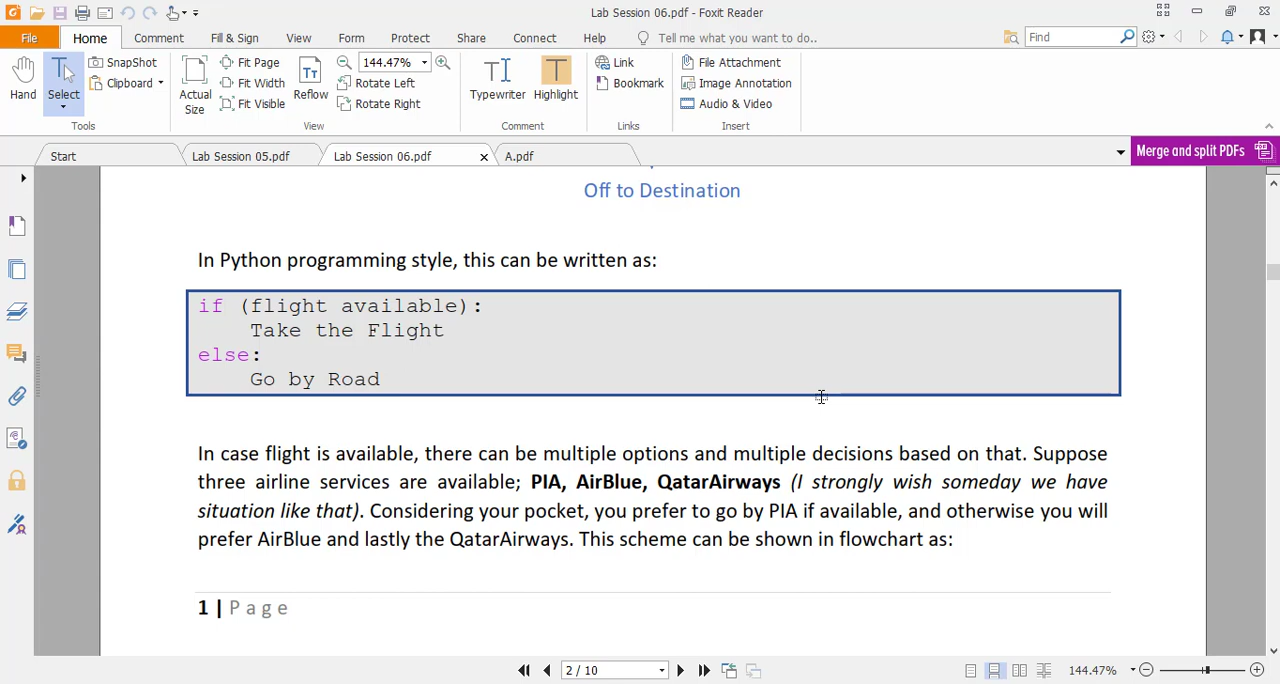 Lab Session 06.pdf - Foxit Reader
File Home Comment Fill & Sign View Form Protect Share Connect Help Tell me what you want to do.. Find
Hand
Select
SnapShot
Clipboard
Tools
Actual
Size
Fit Page
Fit Width
Fit Visible
Reflow
144.47%
Rotate Left
Rotate Right
View
Typewriter
Highlight
Comment
Link
Bookmark
Links
File Attachment
Image Annotation
Audio & Video
Insert
Start Lab Session 05.pdf Lab Session 06.pdf A.pdf Merge and split PDFs
Off to Destination
In Python programming style, this can be written as:
if (flight available):
    Take the Flight
else:
    Go by Road
In case flight is available, there can be multiple options and multiple decisions based on that. Suppose
three airline services are available; PIA, AirBlue, QatarAirways (I strongly wish someday we have
situation like that). Considering your pocket, you prefer to go by PIA if available, and otherwise you will
prefer AirBlue and lastly the QatarAirways. This scheme can be shown in flowchart as:
1 | P a g e
2 / 10 144.47%